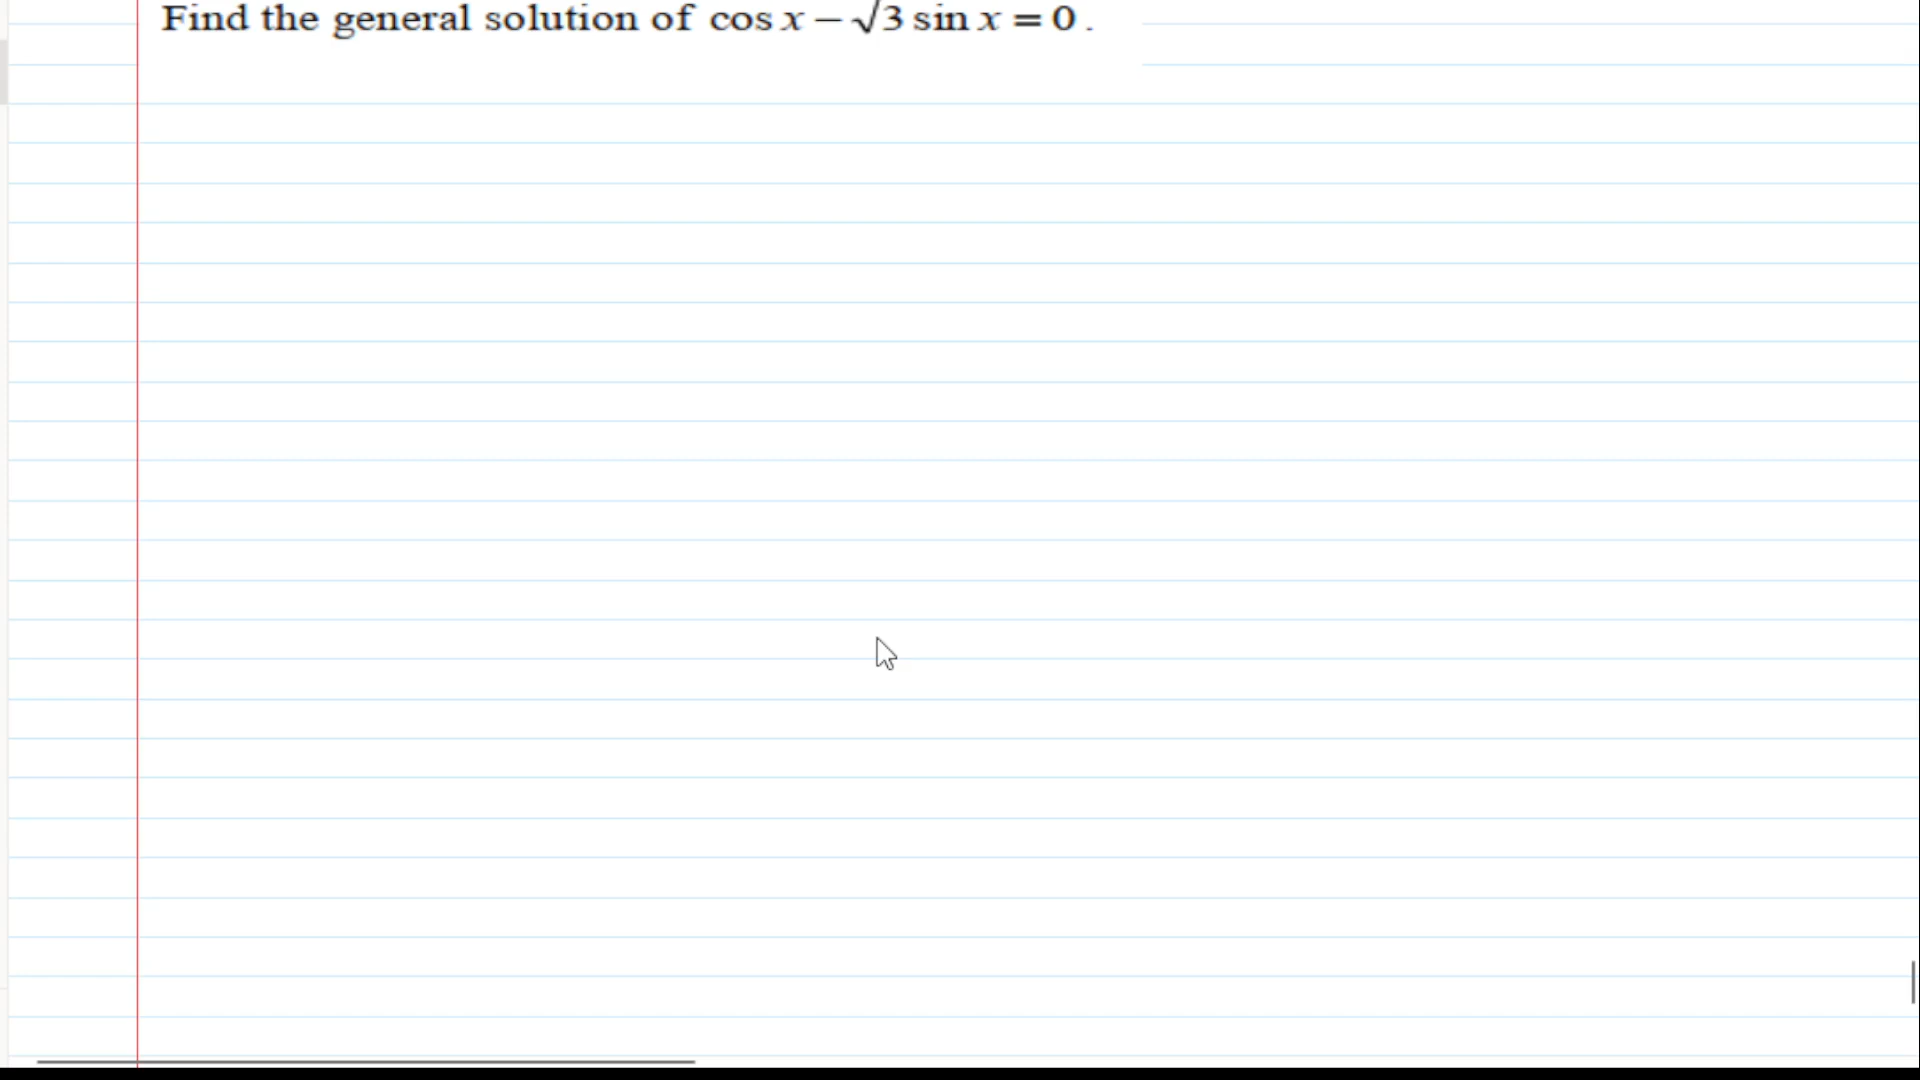 Find the general solution of cos x − √3 sin x = 0 .